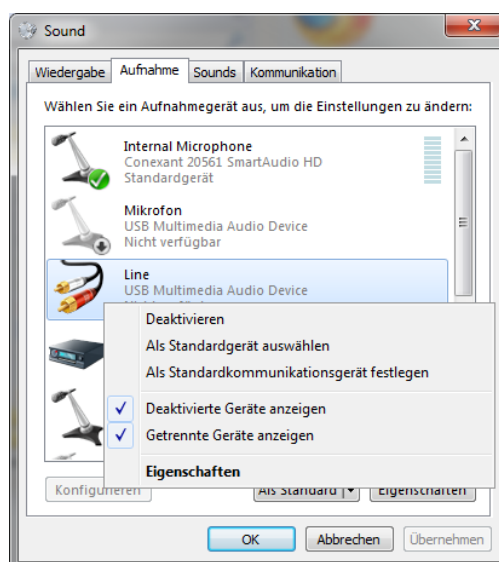 Sound
Wiedergabe Aufnahme Sounds Kommunikation
Wählen Sie ein Aufnahmegerät aus, um die Einstellungen zu ändern:
Internal Microphone
Conexant 20561 SmartAudio HD
Standardgerät
Mikrofon
USB Multimedia Audio Device
Nicht verfügbar
Line
USB Multimedia Audio Device
Deaktivieren
Als Standardgerät auswählen
Als Standardkommunikationsgerät festlegen
Deaktivierte Geräte anzeigen
Getrennte Geräte anzeigen
Eigenschaften
Konfigurieren Als Standard Eigenschaften
OK Abbrechen Übernehmen